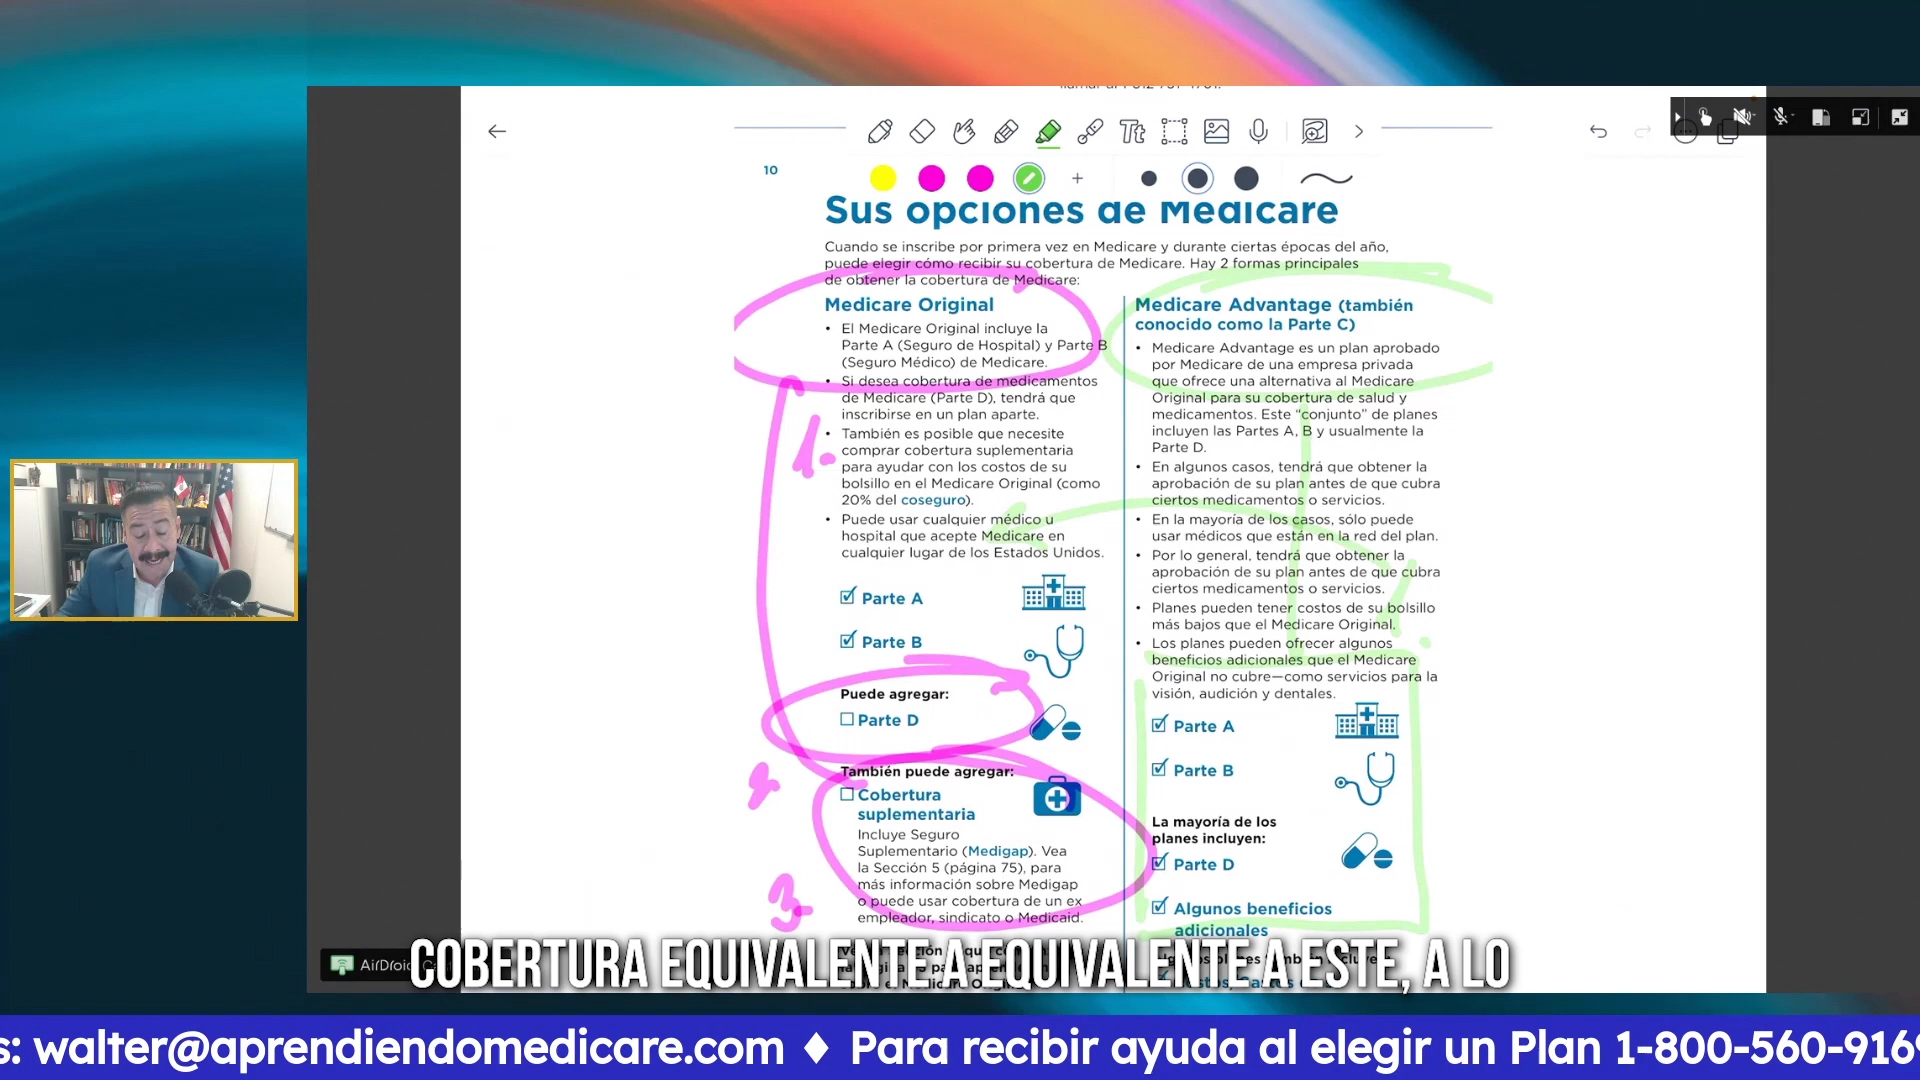 10
Sus opciones de Medicare
Cuando se inscribe por primera vez en Medicare y durante ciertas épocas del año,
puede elegir cómo recibir su cobertura de Medicare. Hay 2 formas principales
de obtener la cobertura de Medicare:
Medicare Original
• El Medicare Original incluye la
Parte A (Seguro de Hospital) y Parte B
(Seguro Médico) de Medicare.
• Si desea cobertura de medicamentos
de Medicare (Parte D), tendrá que
inscribirse en un plan aparte.
• También es posible que necesite
comprar cobertura suplementaria
para ayudar con los costos de su
bolsillo en el Medicare Original (como
20% del coseguro).
• Puede usar cualquier médico u
hospital que acepte Medicare en
cualquier lugar de los Estados Unidos.
Parte A
Parte B
Puede agregar:
Parte D
También puede agregar:
Cobertura
suplementaria
Incluye Seguro
Suplementario (Medigap). Vea
la Sección 5 (página 75), para
más información sobre Medigap
o puede usar cobertura de un ex
empleador, sindicato o Medicaid.
1.
3
Medicare Advantage (también
conocido como la Parte C)
• Medicare Advantage es un plan aprobado
por Medicare de una empresa privada
que ofrece una alternativa al Medicare
Original para su cobertura de salud y
medicamentos. Este “conjunto” de planes
incluyen las Partes A, B y usualmente la
Parte D.
• En algunos casos, tendrá que obtener la
aprobación de su plan antes de que cubra
ciertos medicamentos o servicios.
• En la mayoría de los casos, sólo puede
usar médicos que están en la red del plan.
• Por lo general, tendrá que obtener la
aprobación de su plan antes de que cubra
ciertos medicamentos o servicios.
• Planes pueden tener costos de su bolsillo
más bajos que el Medicare Original.
• Los planes pueden ofrecer algunos
beneficios adicionales que el Medicare
Original no cubre—como servicios para la
visión, audición y dentales.
Parte A
Parte B
La mayoría de los
planes incluyen:
Parte D
Algunos beneficios
adicionales
COBERTURA EQUIVALENTE A EQUIVALENTE A ESTE, A LO
s: walter@aprendiendomedicare.com ♦ Para recibir ayuda al elegir un Plan 1-800-560-9169